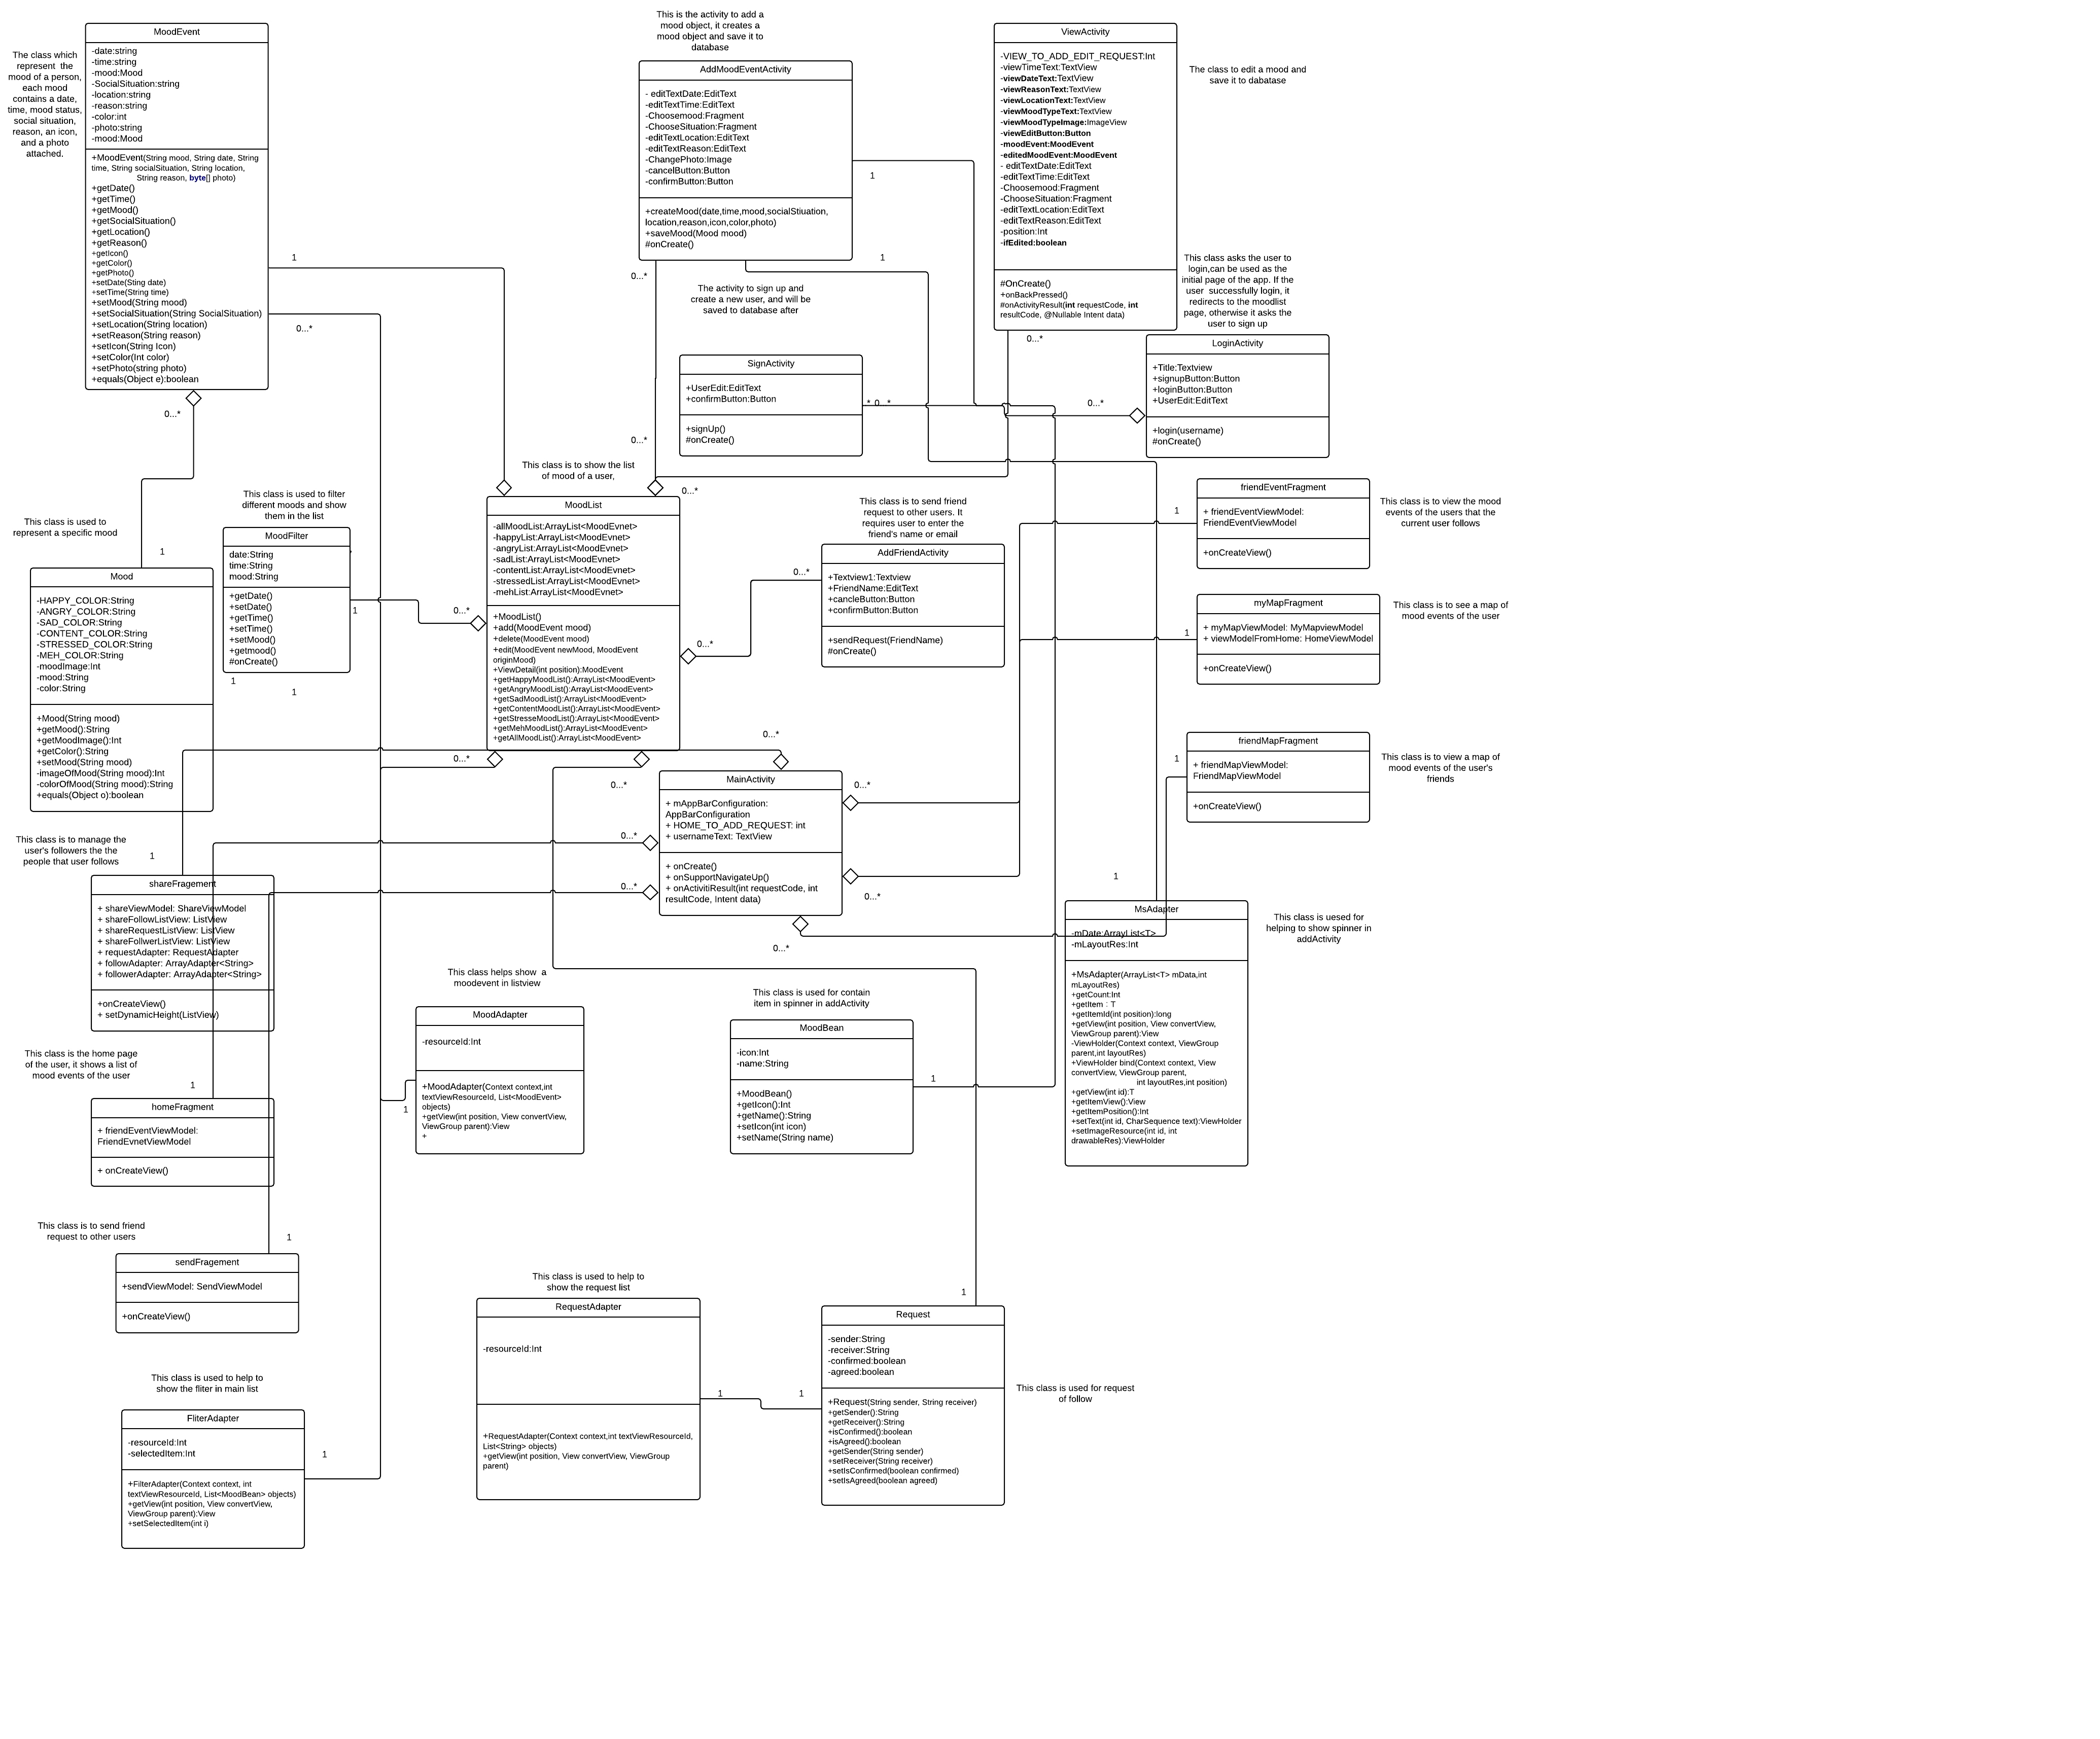 The class which
represent  the
mood of a person,
each mood
contains a date,
time, mood status,
social situation,
reason, an icon,
and a photo
attached.
MoodEvent
-date:string
-time:string
-mood:Mood
-SocialSituation:string
-location:string
-reason:string
-color:int
-photo:string
-mood:Mood
+MoodEvent(String mood, String date, String
time, String socialSituation, String location,
String reason, byte[] photo)
+getDate()
+getTime()
+getMood()
+getSocialSituation()
+getLocation()
+getReason()
+getIcon()
+getColor()
+getPhoto()
+setDate(String date)
+setTime(String time)
+setMood(String mood)
+setSocialSituation(String SocialSituation)
+setLocation(String location)
+setReason(String reason)
+setIcon(String Icon)
+setColor(Int color)
+setPhoto(string photo)
+equals(Object e):boolean
1
0...*
0...*
This is the activity to add a
mood object, it creates a
mood object and save it to
database
AddMoodEventActivity
- editTextDate:EditText
-editTextTime:EditText
-Choosemood:Fragment
-ChooseSituation:Fragment
-editTextLocation:EditText
-editTextReason:EditText
-ChangePhoto:Image
-cancelButton:Button
-confirmButton:Button
+createMood(date,time,mood,socialStiuation,
location,reason,icon,color,photo)
+saveMood(Mood mood)
#onCreate()
1
1
0...*
ViewActivity
-VIEW_TO_ADD_EDIT_REQUEST:Int
-viewTimeText:TextView
-viewDateText:TextView
-viewReasonText:TextView
-viewLocationText:TextView
-viewMoodTypeText:TextView
-viewMoodTypeImage:ImageView
-viewEditButton:Button
-moodEvent:MoodEvent
-editedMoodEvent:MoodEvent
- editTextDate:EditText
-editTextTime:EditText
-Choosemood:Fragment
-ChooseSituation:Fragment
-editTextLocation:EditText
-editTextReason:EditText
-position:Int
-ifEdited:boolean
#OnCreate()
+onBackPressed()
#onActivityResult(int requestCode, int
resultCode, @Nullable Intent data)
0...*
The class to edit a mood and
save it to dabatase
This class asks the user to
login,can be used as the
initial page of the app. If the
user  successfully login, it
redirects to the moodlist
page, otherwise it asks the
user to sign up
LoginActivity
+Title:Textview
+signupButton:Button
+loginButton:Button
+UserEdit:EditText
+login(username)
#onCreate()
0...*
The activity to sign up and
create a new user, and will be
saved to database after
SignActivity
+UserEdit:EditText
+confirmButton:Button
+signUp()
#onCreate()
* 0...*
0...*
This class is to show the list
of mood of a user,
0...*
MoodList
-allMoodList:ArrayList<MoodEvnet>
-happyList:ArrayList<MoodEvnet>
-angryList:ArrayList<MoodEvnet>
-sadList:ArrayList<MoodEvnet>
-contentList:ArrayList<MoodEvnet>
-stressedList:ArrayList<MoodEvnet>
-mehList:ArrayList<MoodEvnet>
+MoodList()
+add(MoodEvent mood)
+delete(MoodEvent mood)
+edit(MoodEvent newMood, MoodEvent
originMood)
+ViewDetail(int position):MoodEvent
+getHappyMoodList():ArrayList<MoodEvent>
+getAngryMoodList():ArrayList<MoodEvent>
+getSadMoodList():ArrayList<MoodEvent>
+getContentMoodList():ArrayList<MoodEvent>
+getStresseMoodList():ArrayList<MoodEvent>
+getMehMoodList():ArrayList<MoodEvent>
+getAllMoodList():ArrayList<MoodEvent>
0...*
0...*
0...*
0...*
This class is used to filter
different moods and show
them in the list
MoodFilter
date:String
time:String
mood:String
+getDate()
+setDate()
+getTime()
+setTime()
+setMood()
+getmood()
#onCreate()
1
1
1
This class is used to
represent a specific mood
1
Mood
-HAPPY_COLOR:String
-ANGRY_COLOR:String
-SAD_COLOR:String
-CONTENT_COLOR:String
-STRESSED_COLOR:String
-MEH_COLOR:String
-moodImage:Int
-mood:String
-color:String
+Mood(String mood)
+getMood():String
+getMoodImage():Int
+getColor():String
+setMood(String mood)
-imageOfMood(String mood):Int
-colorOfMood(String mood):String
+equals(Object o):boolean
This class is to send friend
request to other users. It
requires user to enter the
friend's name or email
0...*
AddFriendActivity
+Textview1:Textview
+FriendName:EditText
+cancleButton:Button
+confirmButton:Button
+sendRequest(FriendName)
#onCreate()
1
friendEventFragment
+ friendEventViewModel:
FriendEventViewModel
+onCreateView()
This class is to view the mood
events of the users that the
current user follows
1
myMapFragment
+ myMapViewModel: MyMapviewModel
+ viewModelFromHome: HomeViewModel
+onCreateView()
This class is to see a map of
mood events of the user
1
friendMapFragment
+ friendMapViewModel:
FriendMapViewModel
+onCreateView()
This class is to view a map of
mood events of the user's
friends
0...*
0...*
0...*
0...*
0...*
0...*
MainActivity
+ mAppBarConfiguration:
AppBarConfiguration
+ HOME_TO_ADD_REQUEST: int
+ usernameText: TextView
+ onCreate()
+ onSupportNavigateUp()
+ onActivitiResult(int requestCode, int
resultCode, Intent data)
This class is to manage the
user's followers the the
people that user follows
1
shareFragement
+ shareViewModel: ShareViewModel
+ shareFollowListView: ListView
+ shareRequestListView: ListView
+ shareFollwerListView: ListView
+ requestAdapter: RequestAdapter
+ followAdapter: ArrayAdapter<String>
+ followerAdapter: ArrayAdapter<String>
+onCreateView()
+ setDynamicHeight(ListView)
1
MsAdapter
-mDate:ArrayList<T>
-mLayoutRes:Int
+MsAdapter(ArrayList<T> mData,int
mLayoutRes)
+getCount:Int
+getItem：T
+getItemId(int position):long
+getView(int position, View convertView,
ViewGroup parent):View
-ViewHolder(Context context, ViewGroup
parent,int layoutRes)
+ViewHolder bind(Context context, View
convertView, ViewGroup parent,
int layoutRes,int position)
+getView(int id):T
+getItemView():View
+getItemPosition():Int
+setText(int id, CharSequence text):ViewHolder
+setImageResource(int id, int
drawableRes):ViewHolder
This class is uesed for
helping to show spinner in
addActivity
This class helps show  a
moodevent in listview
MoodAdapter
-resourceId:Int
+MoodAdapter(Context context,int
textViewResourceId, List<MoodEvent>
objects)
+getView(int position, View convertView,
ViewGroup parent):View
+
1
This class is used for contain
item in spinner in addActivity
MoodBean
-icon:Int
-name:String
+MoodBean()
+getIcon():Int
+getName():String
+setIcon(int icon)
+setName(String name)
1
This class is the home page
of the user, it shows a list of
mood events of the user
1
homeFragment
+ friendEventViewModel:
FriendEvnetViewModel
+ onCreateView()
This class is to send friend
request to other users
1
sendFragement
+sendViewModel: SendViewModel
+onCreateView()
This class is used to help to
show the request list
RequestAdapter
-resourceId:Int
+RequestAdapter(Context context,int textViewResourceId,
List<String> objects)
+getView(int position, View convertView, ViewGroup
parent)
1
1
1
Request
-sender:String
-receiver:String
-confirmed:boolean
-agreed:boolean
+Request(String sender, String receiver)
+getSender():String
+getReceiver():String
+isConfirmed():boolean
+isAgreed():boolean
+getSender(String sender)
+setReceiver(String receiver)
+setIsConfirmed(boolean confirmed)
+setIsAgreed(boolean agreed)
This class is used for request
of follow
This class is used to help to
show the fliter in main list
FliterAdapter
-resourceId:Int
-selectedItem:Int
+FilterAdapter(Context context, int
textViewResourceId, List<MoodBean> objects)
+getView(int position, View convertView,
ViewGroup parent):View
+setSelectedItem(int i)
1